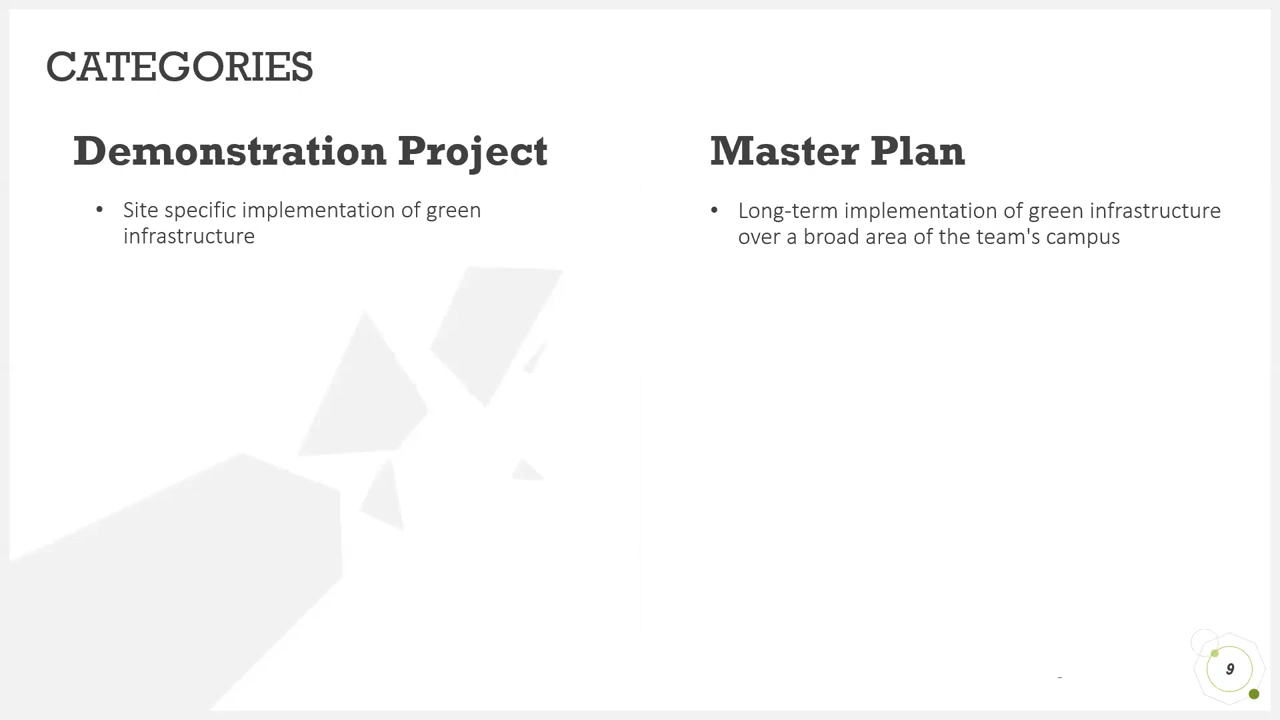 CATEGORIES
Demonstration Project
• Site specific implementation of green
infrastructure
Master Plan
• Long-term implementation of green infrastructure
over a broad area of the team's campus
-
9